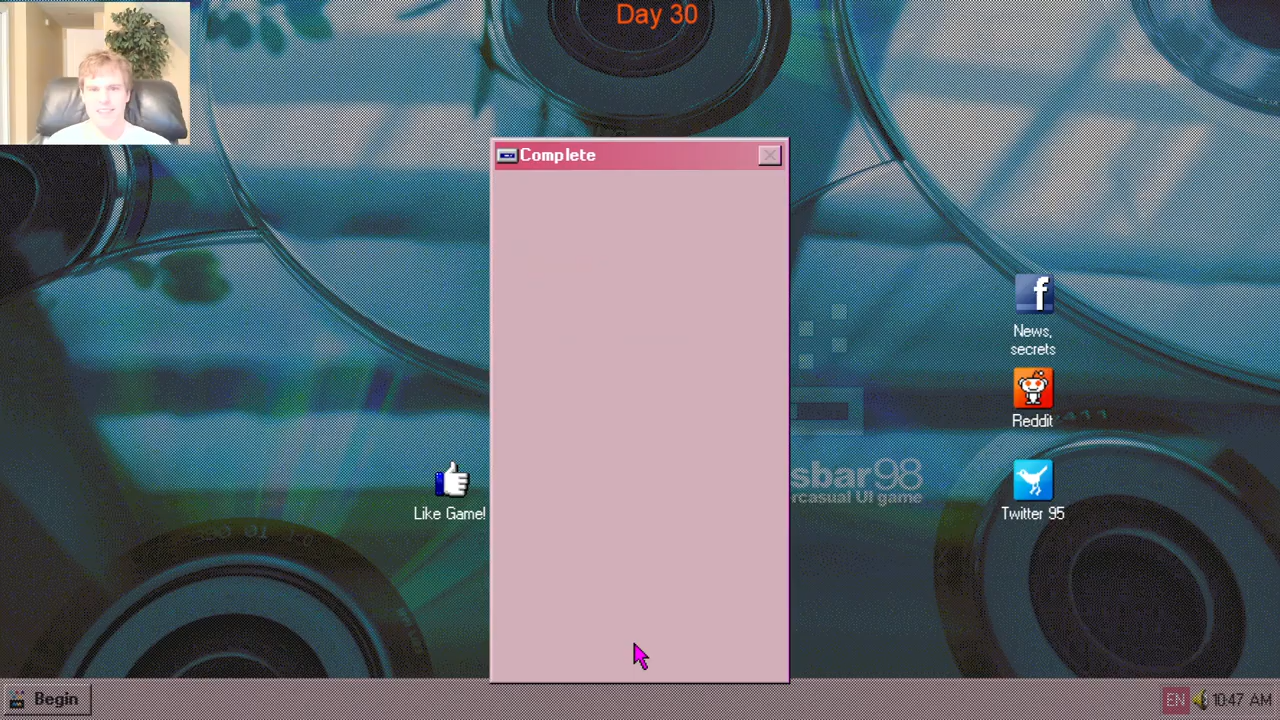 Day 30
Complete
News,
secrets
Reddit
sbar98
rcasual UI game
Like Game!
Twitter 95
Begin
EN
10:47 AM